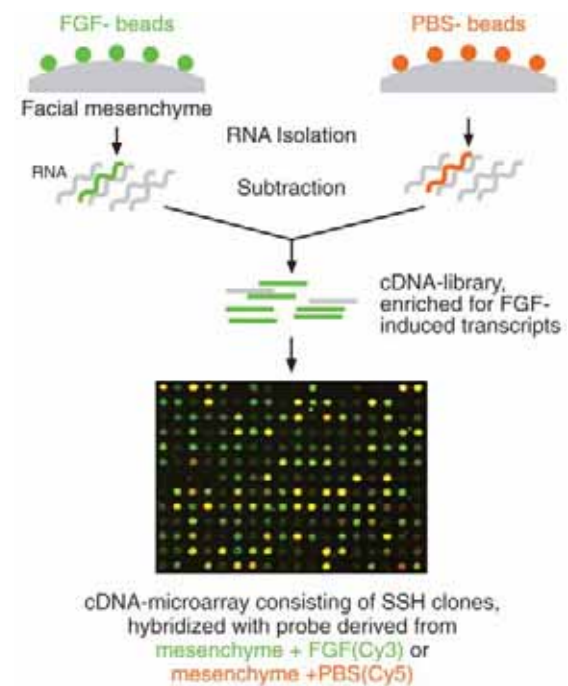 FGF- beads
PBS- beads
Facial mesenchyme
RNA Isolation
RNA
Subtraction
cDNA-library,
enriched for FGF-
induced transcripts
cDNA-microarray consisting of SSH clones,
hybridized with probe derived from
mesenchyme + FGF(Cy3) or
mesenchyme +PBS(Cy5)